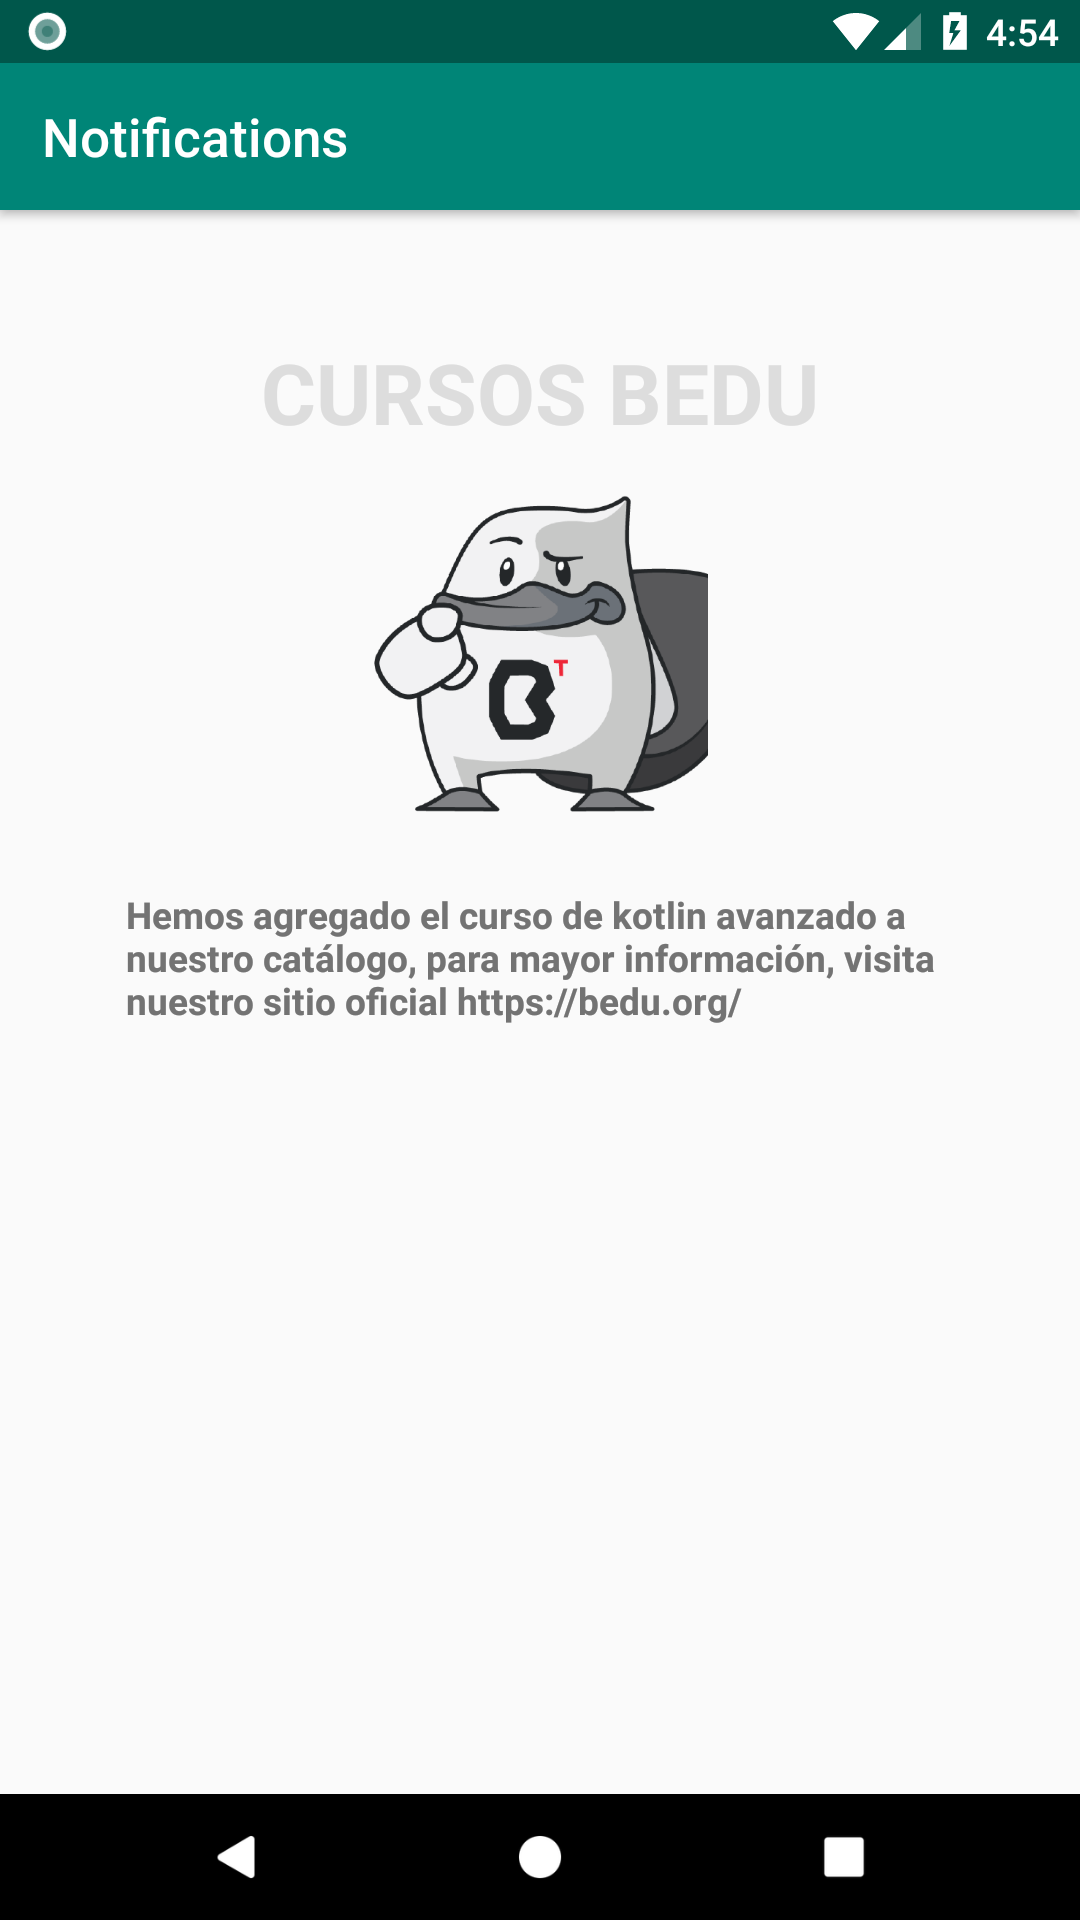 4:54
Notifications
CURSOS BEDU
B T
Hemos agregado el curso de kotlin avanzado a
nuestro catálogo, para mayor información, visita
nuestro sitio oficial https://bedu.org/